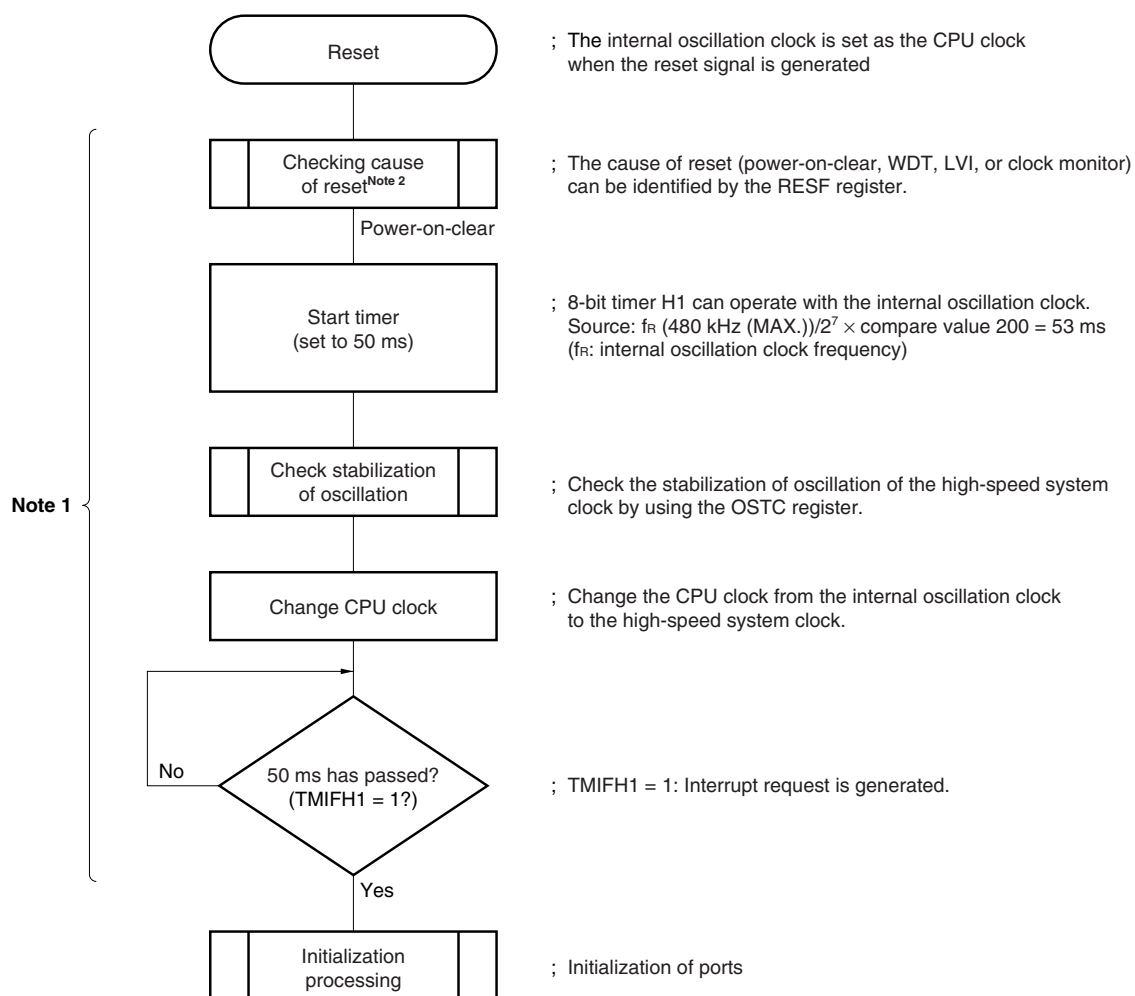 Reset
; The internal oscillation clock is set as the CPU clock
when the reset signal is generated
Checking cause
of resetNote 2
; The cause of reset (power-on-clear, WDT, LVI, or clock monitor)
can be identified by the RESF register.
Power-on-clear
Start timer
(set to 50 ms)
; 8-bit timer H1 can operate with the internal oscillation clock.
Source: fR (480 kHz (MAX.))/2⁷ × compare value 200 = 53 ms
(fR: internal oscillation clock frequency)
Note 1
Check stabilization
of oscillation
; Check the stabilization of oscillation of the high-speed system
clock by using the OSTC register.
Change CPU clock
; Change the CPU clock from the internal oscillation clock
to the high-speed system clock.
No
50 ms has passed?
(TMIFH1 = 1?)
; TMIFH1 = 1: Interrupt request is generated.
Yes
Initialization
processing
; Initialization of ports